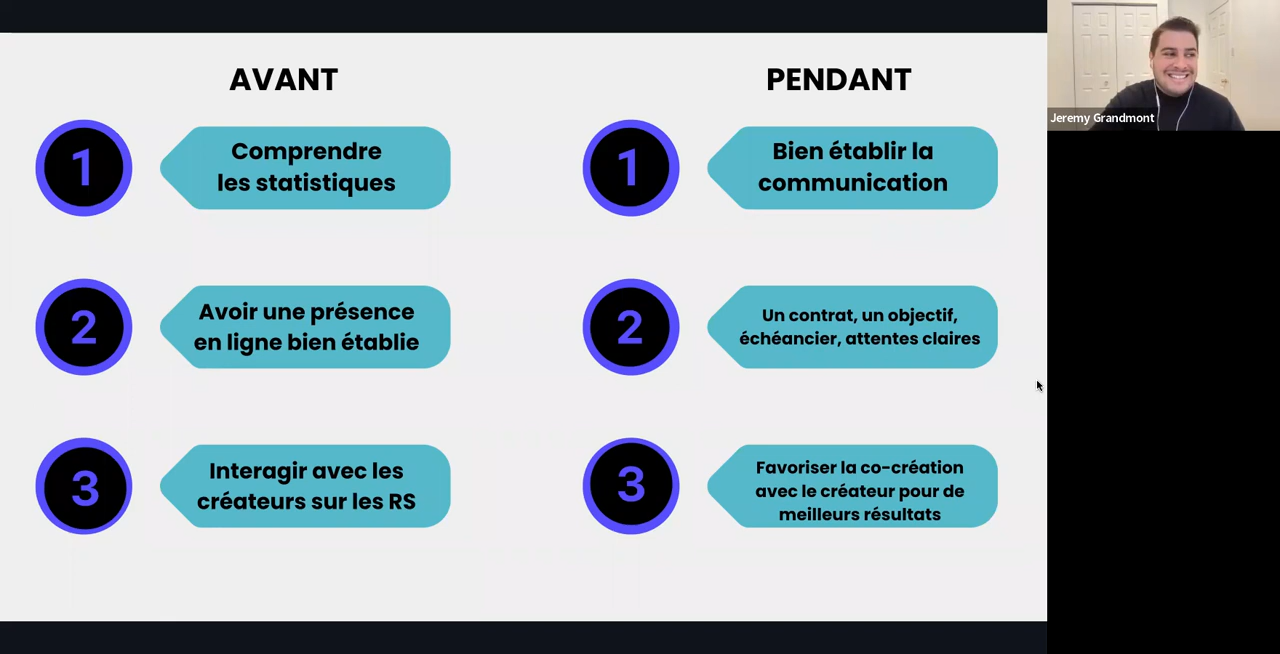 AVANT
1
Comprendre
les statistiques
2
Avoir une présence
en ligne bien établie
3
Interagir avec les
créateurs sur les RS
PENDANT
1
Bien établir la
communication
2
Un contrat, un objectif,
échéancier, attentes claires
3
Favoriser la co-création
avec le créateur pour de
meilleurs résultats
Jeremy Grandmont